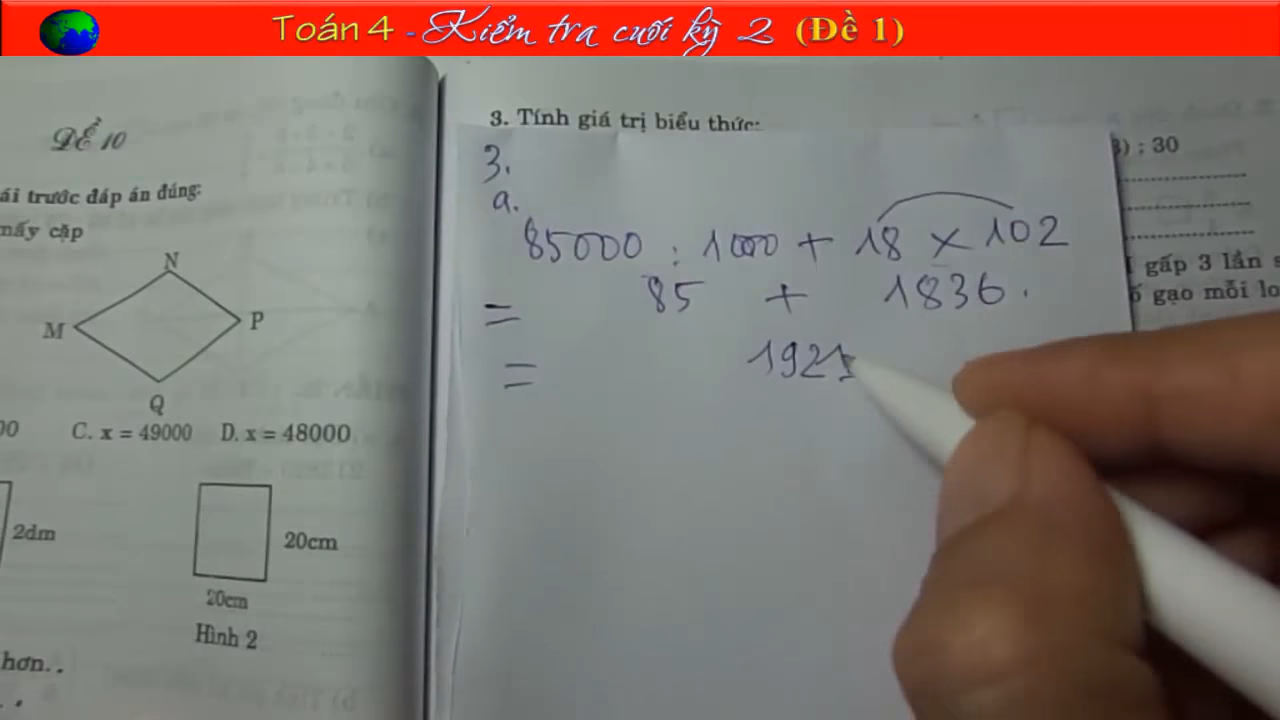 Toán 4 - Kiểm tra cuối kỳ 2 (Đề 1)
ĐỀ 10
ái trước đáp án đúng:
mấy cặp
N
M
P
Q
00 C. x = 49000 D. x = 48000
2dm
20cm
20cm
Hình 2
hơn. .
3. Tính giá trị biểu thức:
3.
a.
85000 : 1000 + 18 × 102
= 85 + 1836.
= 1921
) : 30
gấp 3 lần
gạo mỗi lo